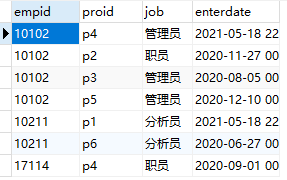 empid proid job enterdate
10102 p4 管理员 2021-05-18 22
10102 p2 职员 2020-11-27 00
10102 p3 管理员 2020-08-05 00
10102 p5 管理员 2020-12-10 00
10211 p1 分析员 2021-05-18 22
10211 p6 分析员 2020-06-27 00
17114 p4 职员 2020-09-01 00